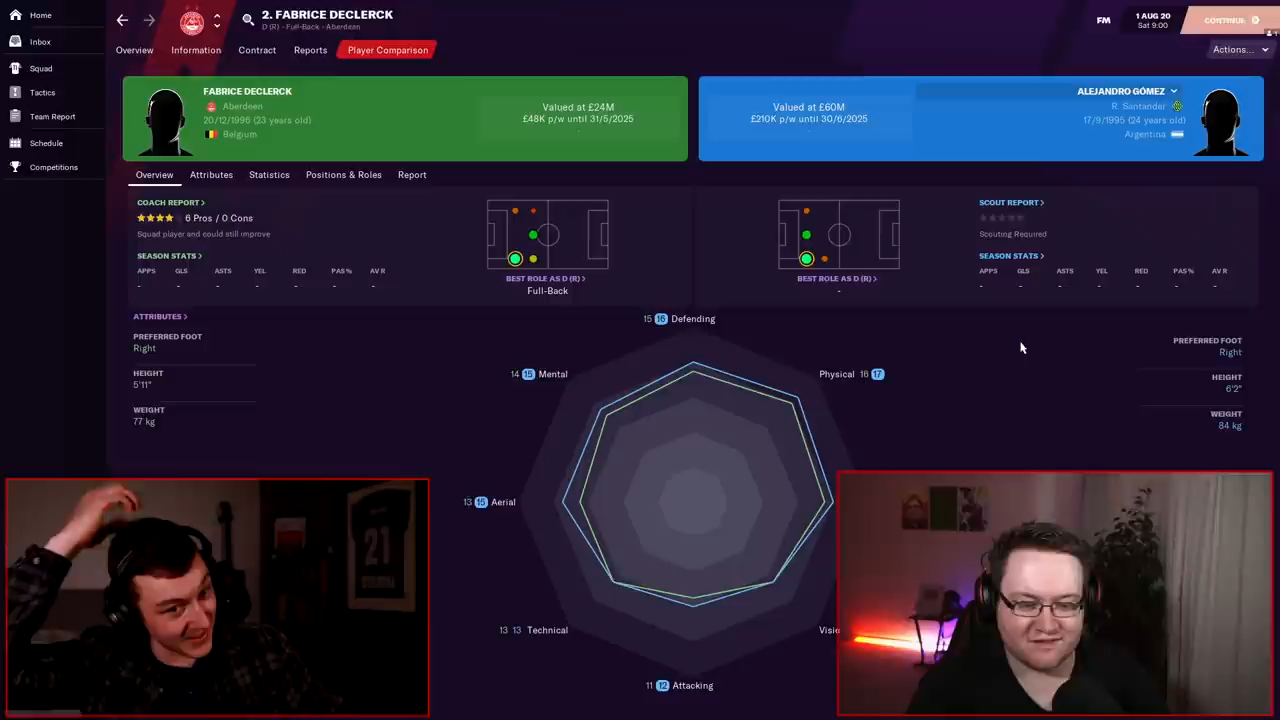 Home
Inbox
Squad
Tactics
Team Report
Schedule
Competitions
2. FABRICE DECLERCK
D (R) - Full-Back - Aberdeen
FM
1 AUG 20
Sat 9:00
CONTINUE
Overview
Information
Contract
Reports
Player Comparison
Actions...
FABRICE DECLERCK
Aberdeen
20/12/1996 (23 years old)
Belgium
Valued at £24M
£48K p/w until 31/5/2025
Valued at £60M
£210K p/w until 30/6/2025
ALEJANDRO GÓMEZ
R. Santander
17/9/1995 (24 years old)
Argentina
Overview
Attributes
Statistics
Positions & Roles
Report
COACH REPORT >
6 Pros / 0 Cons
Squad player and could still improve
SEASON STATS >
APPS GLS ASTS YEL RED PAS % AV R
- - - - - - -
BEST ROLE AS D (R) >
Full-Back
BEST ROLE AS D (R) >
-
SCOUT REPORT >
Scouting Required
SEASON STATS >
APPS GLS ASTS YEL RED PAS % AV R
- - - - - - -
ATTRIBUTES >
PREFERRED FOOT
Right
HEIGHT
5'11"
WEIGHT
77 kg
15 16 Defending
14 15 Mental
Physical 16 17
13 15 Aerial
13 13 Technical
Visio
11 12 Attacking
PREFERRED FOOT
Right
HEIGHT
6'2"
WEIGHT
84 kg
21